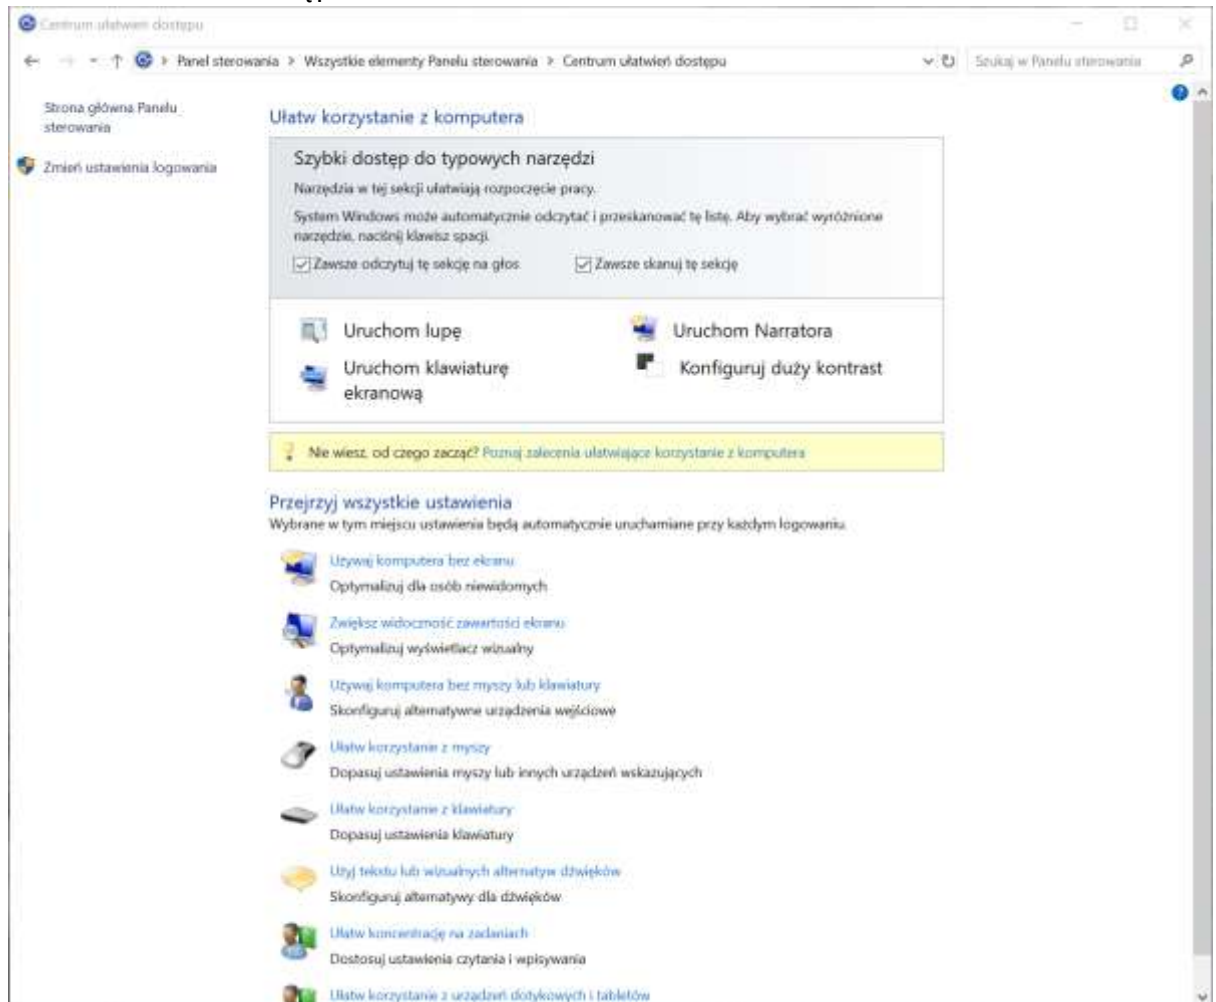 Centrum ułatwień dostępu
Panel sterowania > Wszystkie elementy Panelu sterowania > Centrum ułatwień dostępu
Szukaj w Panelu sterowania
Strona główna Panelu
sterowania
Zmień ustawienia logowania
Ułatw korzystanie z komputera
Szybki dostęp do typowych narzędzi
Narzędzia w tej sekcji ułatwiają rozpoczęcie pracy.
System Windows może automatycznie odczytać i przeskanować tę listę. Aby wybrać wyróżnione
narzędzie, naciśnij klawisz spacji.
Zawsze odczytuj tę sekcję na głos
Zawsze skanuj tę sekcję
Uruchom lupę
Uruchom Narratora
Uruchom klawiaturę
ekranową
Konfiguruj duży kontrast
Nie wiesz, od czego zacząć? Poznaj zalecenia ułatwiające korzystanie z komputera
Przejrzyj wszystkie ustawienia
Wybrane w tym miejscu ustawienia będą automatycznie uruchamiane przy każdym logowaniu.
Używaj komputera bez ekranu
Optymalizuj dla osób niewidomych
Zwiększ widoczność zawartości ekranu
Optymalizuj wyświetlacz wizualny
Używaj komputera bez myszy lub klawiatury
Skonfiguruj alternatywne urządzenia wejściowe
Ułatw korzystanie z myszy
Dopasuj ustawienia myszy lub innych urządzeń wskazujących
Ułatw korzystanie z klawiatury
Dopasuj ustawienia klawiatury
Użyj tekstu lub wizualnych alternatyw dźwięków
Skonfiguruj alternatywy dla dźwięków
Ułatw koncentrację na zadaniach
Dostosuj ustawienia czytania i wpisywania
Ułatw korzystanie z urządzeń dotykowych i tabletów